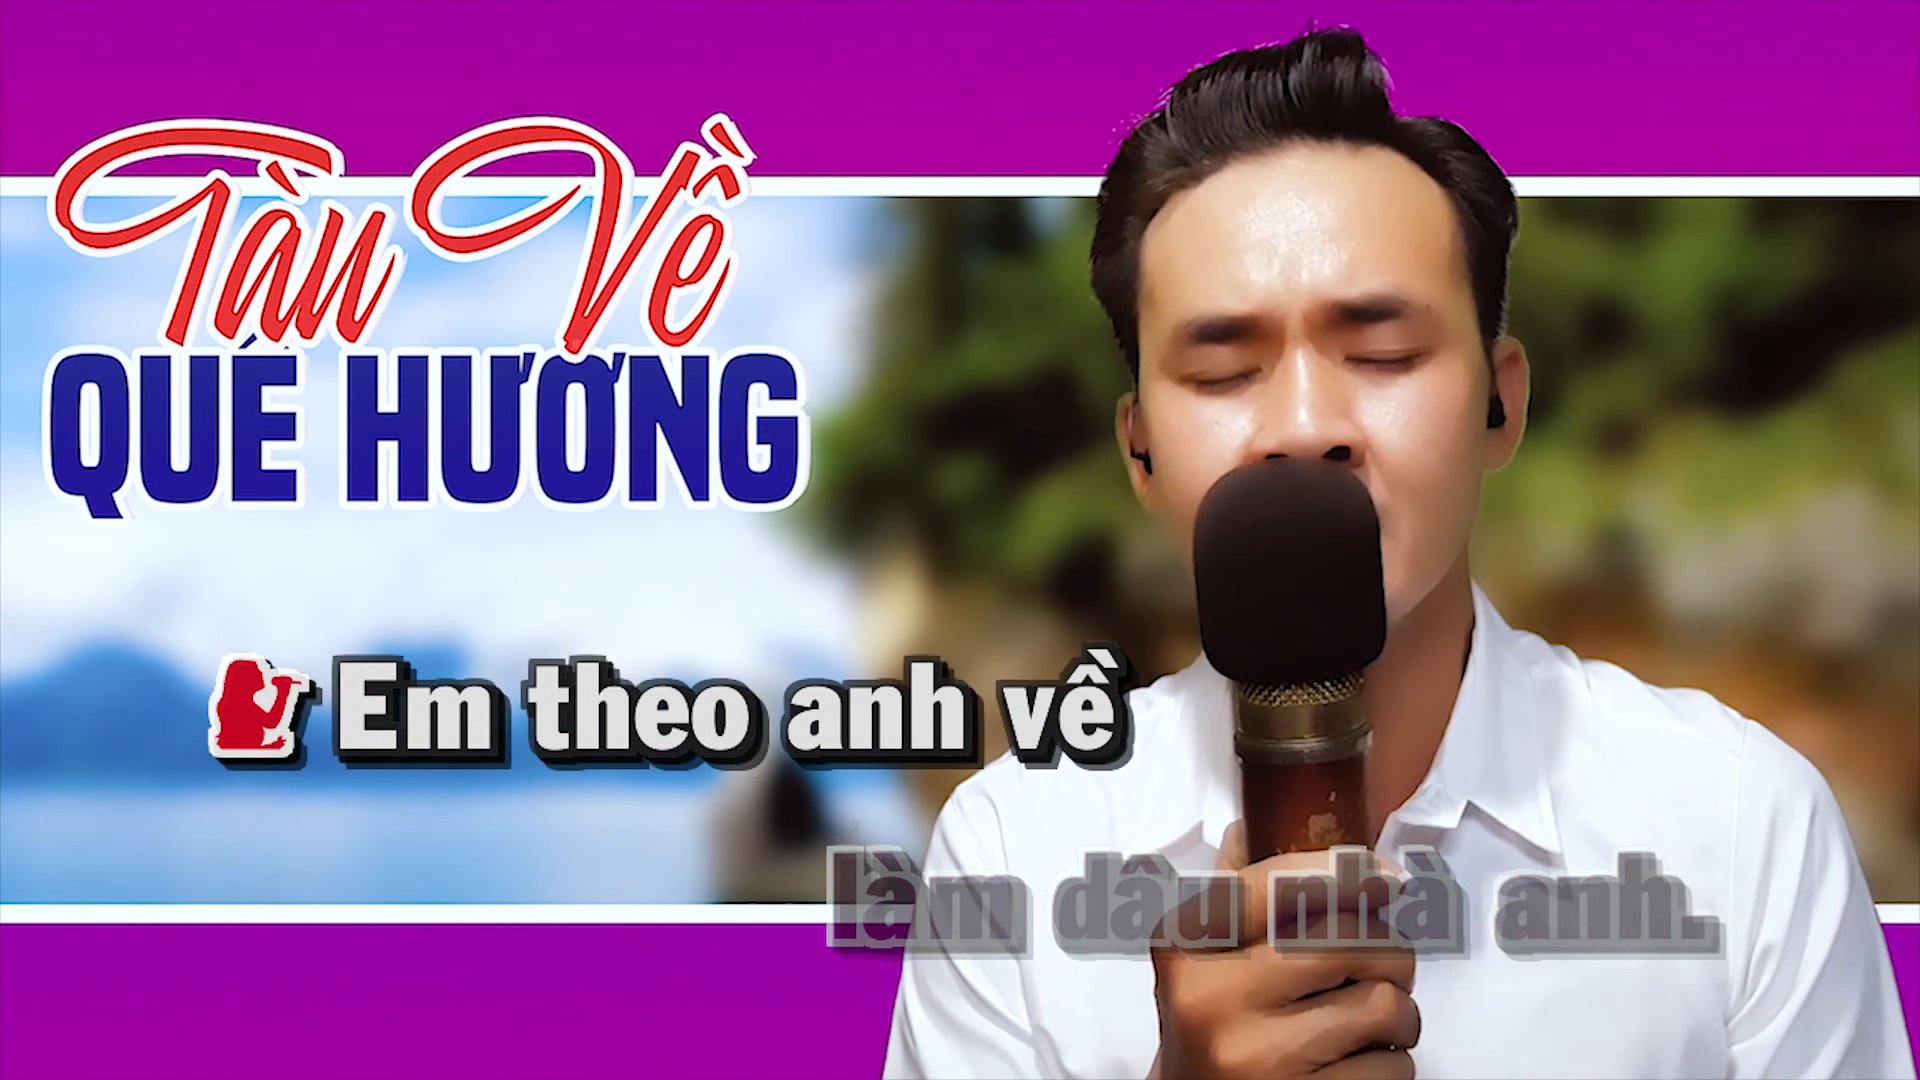 Tàu Về
QUÊ HƯƠNG
Em theo anh về
làm dâu nhà anh.